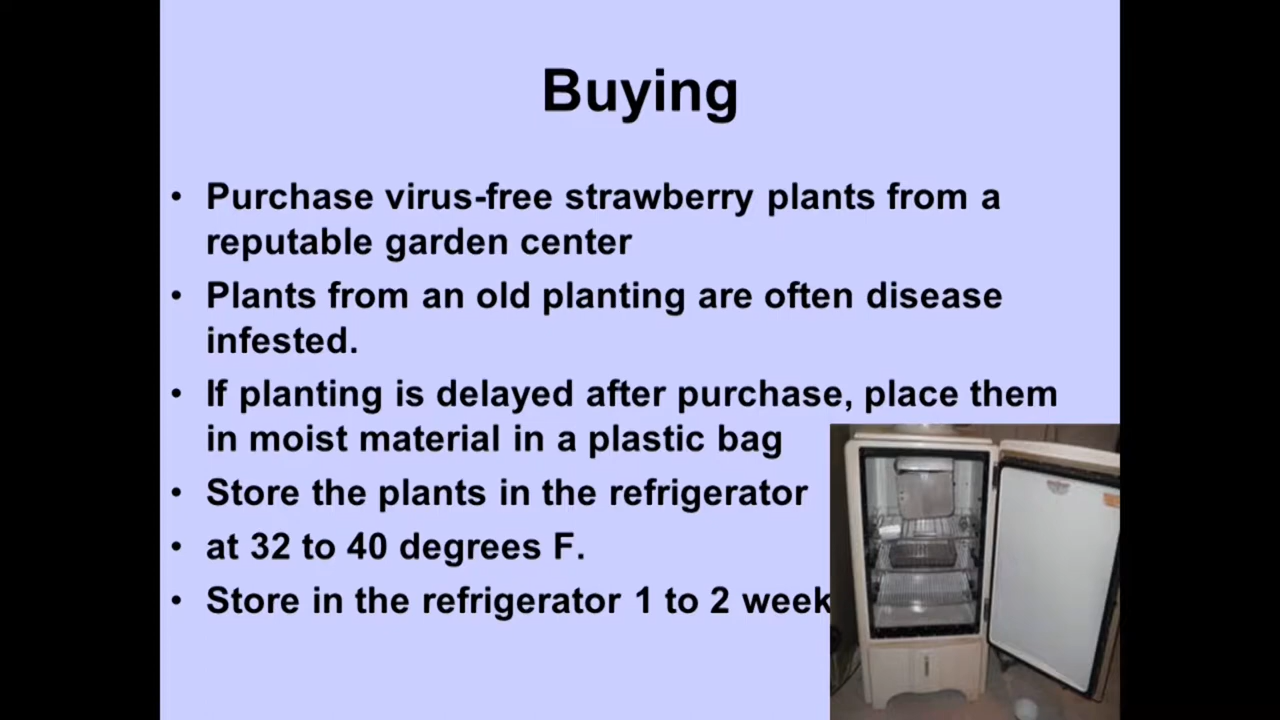 Buying
• Purchase virus-free strawberry plants from a
reputable garden center
• Plants from an old planting are often disease
infested.
• If planting is delayed after purchase, place them
in moist material in a plastic bag
• Store the plants in the refrigerator
• at 32 to 40 degrees F.
• Store in the refrigerator 1 to 2 week